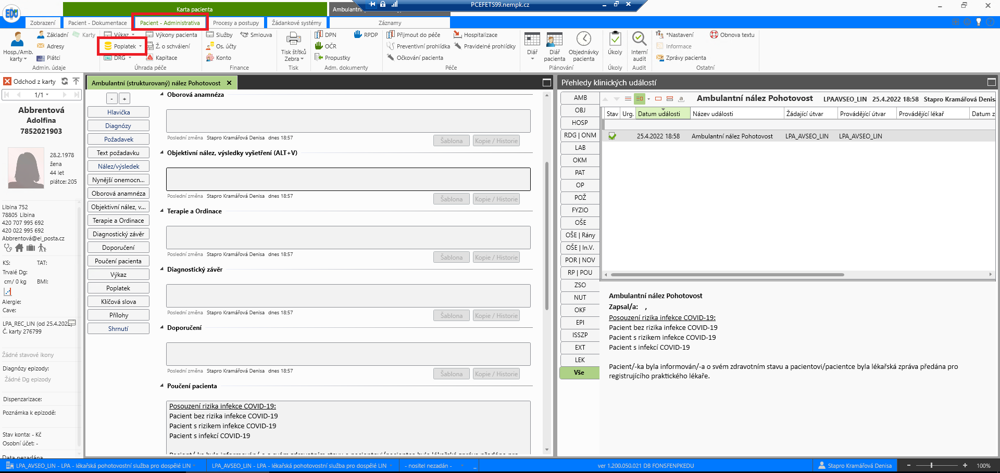 Karta pacienta
Ambulantní
PCEFETS99.nempk.cz
EDU
Zobrazení
Pacient - Dokumentace
Pacient - Administrativa
Procesy a postupy
Žádankové systémy
Záznamy
Hosp./Amb. karty
Základní
Karty
Adresy
Plátci
Admin. údaje
Výkaz
Výkony pacienta
Poplatek
Ž. o schválení
DRG
Kapitace
Úhrada péče
Služby
Smlouva
Os. účty
Konto
Finance
Tisk štítků Zebra
Tisk
DPN
RPDP
OČR
Propustky
Adm. dokumenty
Přijmout do péče
Hospitalizace
Preventivní prohlídka
Pravidelné prohlídky
Očkování pacienta
Péče
Diář
Diář pacienta
Objednávky pacienta
Plánování
Úkoly
Úkoly
Interní audit
Audit
*Nastavení
Obnova textu
Informace
Zprávy pacienta
Ostatní
Odchod z karty
1/1
Abbrentová
Adolfina
7852021903
28.2.1978
žena
44 let
plátce: 205
Libina 752
78805 Libina
420 707 995 692
420 022 995 692
Abbrentová@el_posta.cz
KS: TAT:
Trvalé Dg:
cm/ 0 kg BMI:
Alergie:
Cave:
LPA_REC_LIN (od 25.4.2022)
Č. karty 276799
Žádné stavové ikony
Diagnózy epizody:
Žádné Dg epizody
Dispenzarizace:
Poznámka k epizodě:
Stav konta: - Kč
Osobní účet: -
Data nezadána
Ambulantní (strukturovaný) nález Pohotovost
- +
Hlavička
Diagnózy
Požadavek
Text požadavku
Nález/výsledek
Nynější onemocn...
Oborová anamnéza
Objektivní nález, v...
Terapie a Ordinace
Diagnostický závěr
Doporučení
Poučení pacienta
Výkaz
Poplatek
Klíčová slova
Přílohy
Shrnutí
Oborová anamnéza
Poslední změna Stapro Kramářová Denisa dnes 18:57
Šablona Kopie / Historie
Objektivní nález, výsledky vyšetření (ALT+V)
Poslední změna Stapro Kramářová Denisa dnes 18:57
Šablona Kopie / Historie
Terapie a Ordinace
Poslední změna Stapro Kramářová Denisa dnes 18:57
Šablona Kopie / Historie
Diagnostický závěr
Poslední změna Stapro Kramářová Denisa dnes 18:57
Šablona Kopie / Historie
Doporučení
Poslední změna Stapro Kramářová Denisa dnes 18:57
Šablona Kopie / Historie
Poučení pacienta
Posouzení rizika infekce COVID-19:
Pacient bez rizika infekce COVID-19
Pacient s rizikem infekce COVID-19
Pacient s infekcí COVID-19
Přehledy klinických událostí
AMB
OBJ
HOSP
RDG | ONM
LAB
OKM
PAT
OP
POŽ
FYZIO
OŠE
OŠE | Rány
OŠE | In.V.
POR | NOV
RP | POU
ZSO
NUT
OKF
EPI
ISSZP
EXT
LEK
Vše
Ambulantní nález Pohotovost LPAAVSEO_LIN 25.4.2022 18:58 Stapro Kramářová Denisa
Stav Urg. Datum události Název události Žádající útvar Provádějící útvar Provádějící lékař Datum z
25.4.2022 18:58 Ambulantní nález Pohotovost LPA_AVSEO_LIN LPA_AVSEO_LIN
Ambulantní nález Pohotovost
Zapsal/a: ,
Posouzení rizika infekce COVID-19:
Pacient bez rizika infekce COVID-19
Pacient s rizikem infekce COVID-19
Pacient s infekcí COVID-19
Pacient/-ka byla informován/-a o svém zdravotním stavu a pacientovi/pacientce byla lékařská zpráva předána pro
registrujícího praktického lékaře.
LPA_AVSEO_LIN - LPA - lékařská pohotovostní služba pro dospělé LIN
LPA_AVSEO_LIN - LPA - lékařská pohotovostní služba pro dospělé LIN
- nositel nezadán -
ver 1.200.050.021 DB FONSFENPKEDU
Stapro Kramářová Denisa
100%